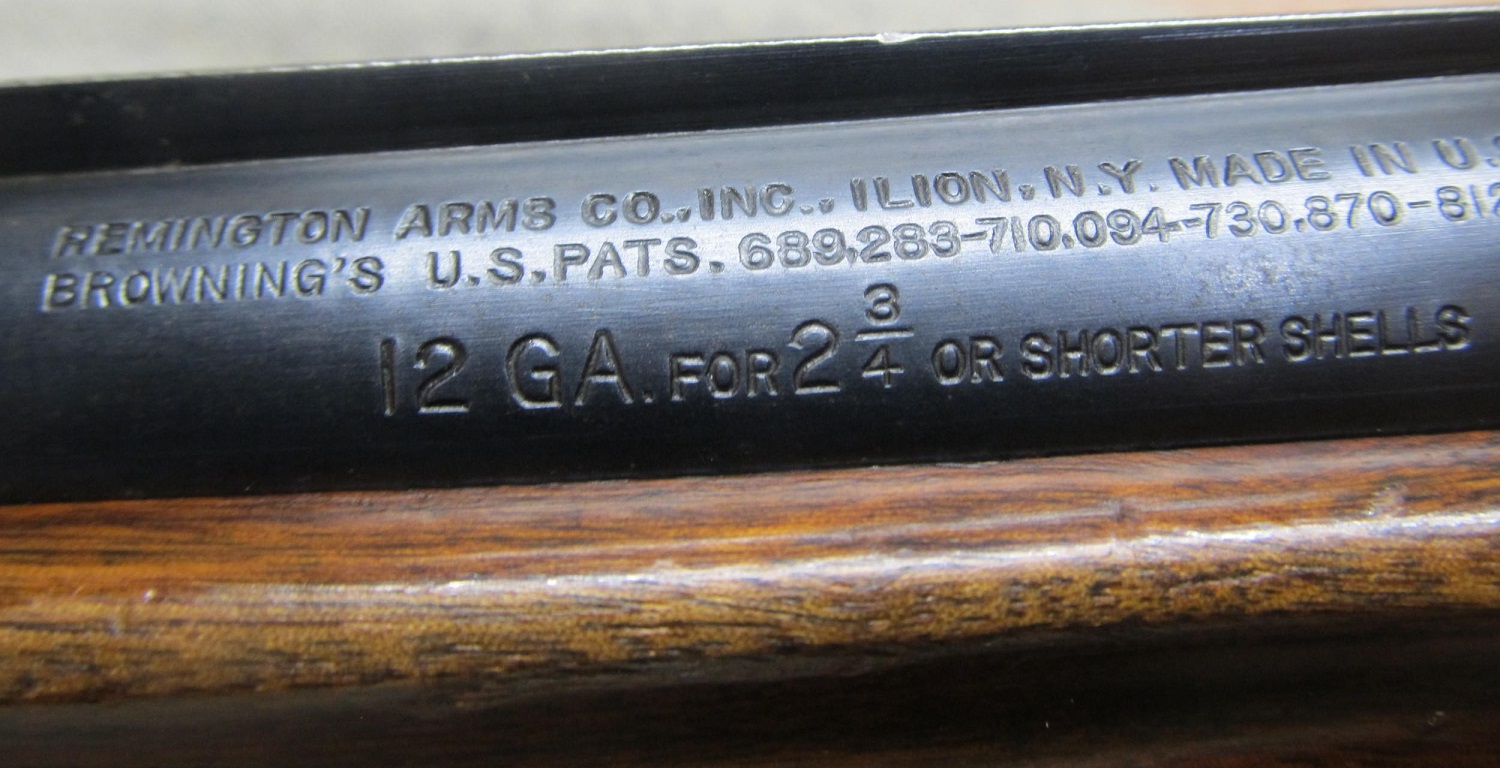 REMINGTON ARMS CO., INC., ILION, N.Y. MADE IN U.S
BROWNING'S U.S. PATS. 689,283-710,094-730,870-812
12 GA. FOR 2 3/4 OR SHORTER SHELLS